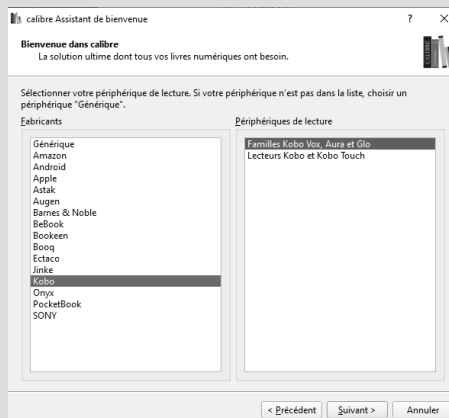 calibre Assistant de bienvenue
?
Bienvenue dans calibre
La solution ultime dont tous vos livres numériques ont besoin.
CALIBRE
Sélectionner votre périphérique de lecture. Si votre périphérique n'est pas dans la liste, choisir un
périphérique "Générique".
Fabricants
Générique
Amazon
Android
Apple
Astak
Augen
Barnes & Noble
BeBook
Bookeen
Booq
Ectaco
Jinke
Kobo
Onyx
PocketBook
SONY
Périphériques de lecture
Familles Kobo Vox, Aura et Glo
Lecteurs Kobo et Kobo Touch
< Précédent
Suivant >
Annuler